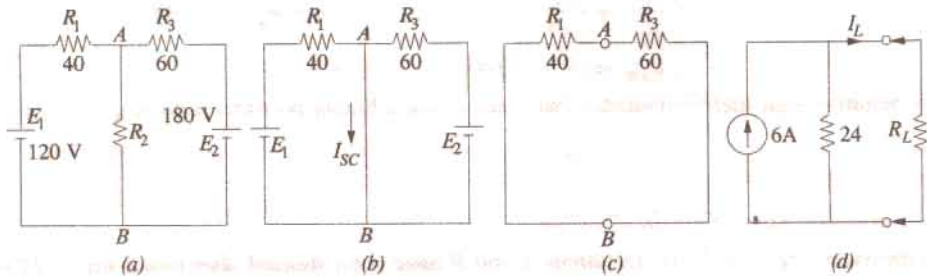 R1 A R3
40 60
E1
120 V
R2
180 V
E2
B
(a)
R1 A R3
40 60
E1
ISC
E2
B
(b)
R1 A R3
40 60
B
(c)
IL
6A
24
RL
(d)